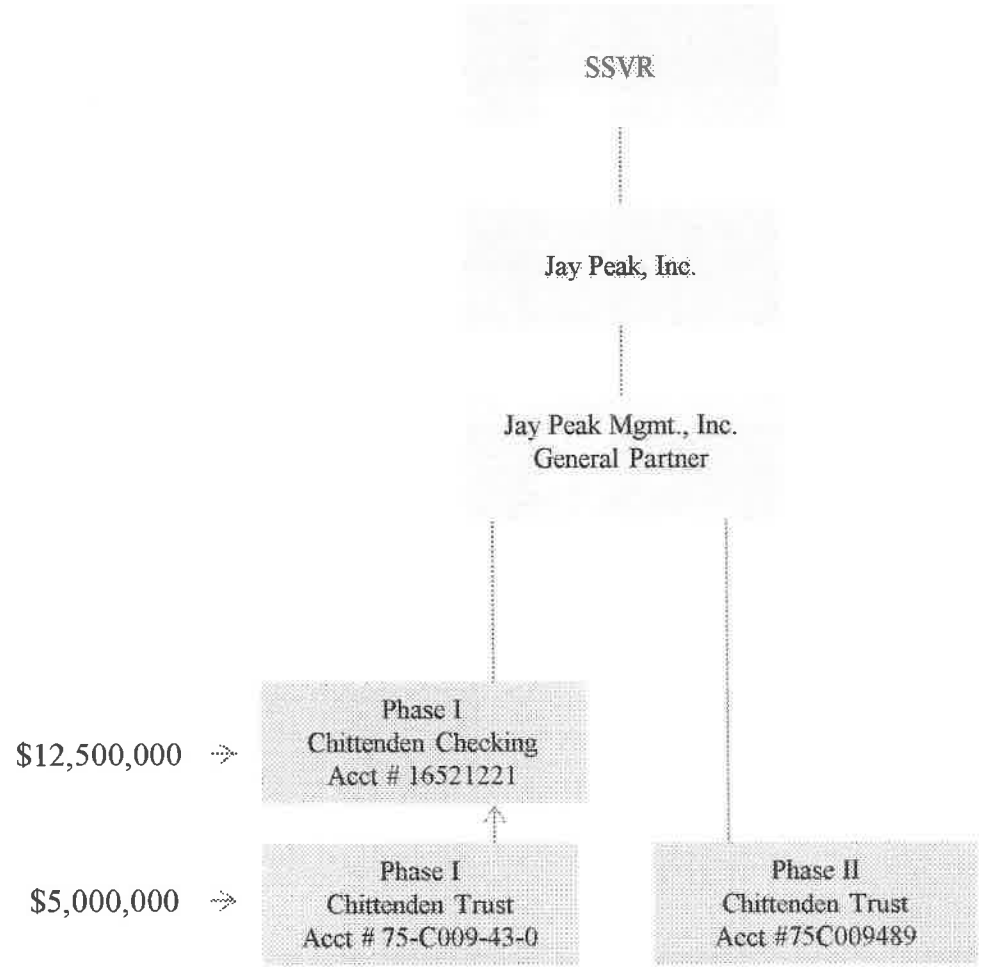 SSVR
Jay Peak, Inc.
Jay Peak Mgmt., Inc.
General Partner
$12,500,000
Phase I
Chittenden Checking
Acct # 16521221
$5,000,000
Phase I
Chittenden Trust
Acct # 75-C009-43-0
Phase II
Chittenden Trust
Acct #75C009489